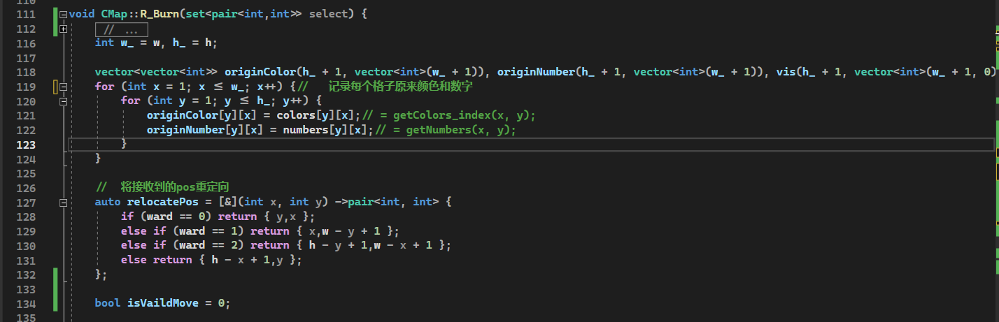 110
111 void CMap::R_Burn(set<pair<int,int>> select) {
112 // ...
116 int w_ = w, h_ = h;
117
118 vector<vector<int>> originColor(h_ + 1, vector<int>(w_ + 1)), originNumber(h_ + 1, vector<int>(w_ + 1)), vis(h_ + 1, vector<int>(w_ + 1, 0)
119 for (int x = 1; x <= w_; x++) {//   记录每个格子原来颜色和数字
120 for (int y = 1; y <= h_; y++) {
121 originColor[y][x] = colors[y][x];// = getColors_index(x, y);
122 originNumber[y][x] = numbers[y][x];// = getNumbers(x, y);
123 }
124 }
125
126 //  将接收到的pos重定向
127 auto relocatePos = [&](int x, int y) ->pair<int, int> {
128 if (ward == 0) return { y,x };
129 else if (ward == 1) return { x,w - y + 1 };
130 else if (ward == 2) return { h - y + 1,w - x + 1 };
131 else return { h - x + 1,y };
132 };
133
134 bool isVaildMove = 0;
135